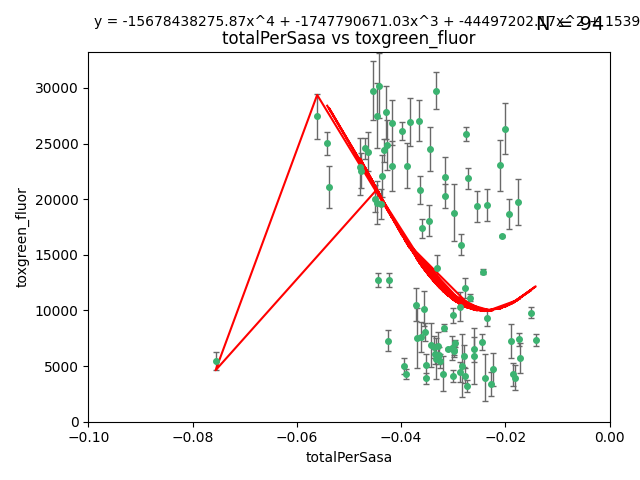 y = -15678438275.87x^4 + -1747790671.03x^3 + -44497202.
N = 94
totalPerSasa vs toxgreen_fluor
30000
25000
20000
15000
10000
5000
0
toxgreen_fluor
−0.10
−0.08
−0.06
−0.04
−0.02
0.00
totalPerSasa